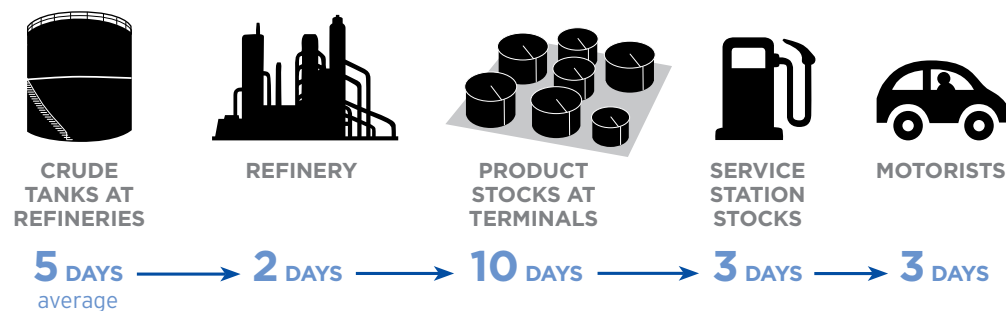 CRUDE
TANKS AT
REFINERIES
REFINERY
PRODUCT
STOCKS AT
TERMINALS
SERVICE
STATION
STOCKS
MOTORISTS
5 DAYS
average
2 DAYS
10 DAYS
3 DAYS
3 DAYS